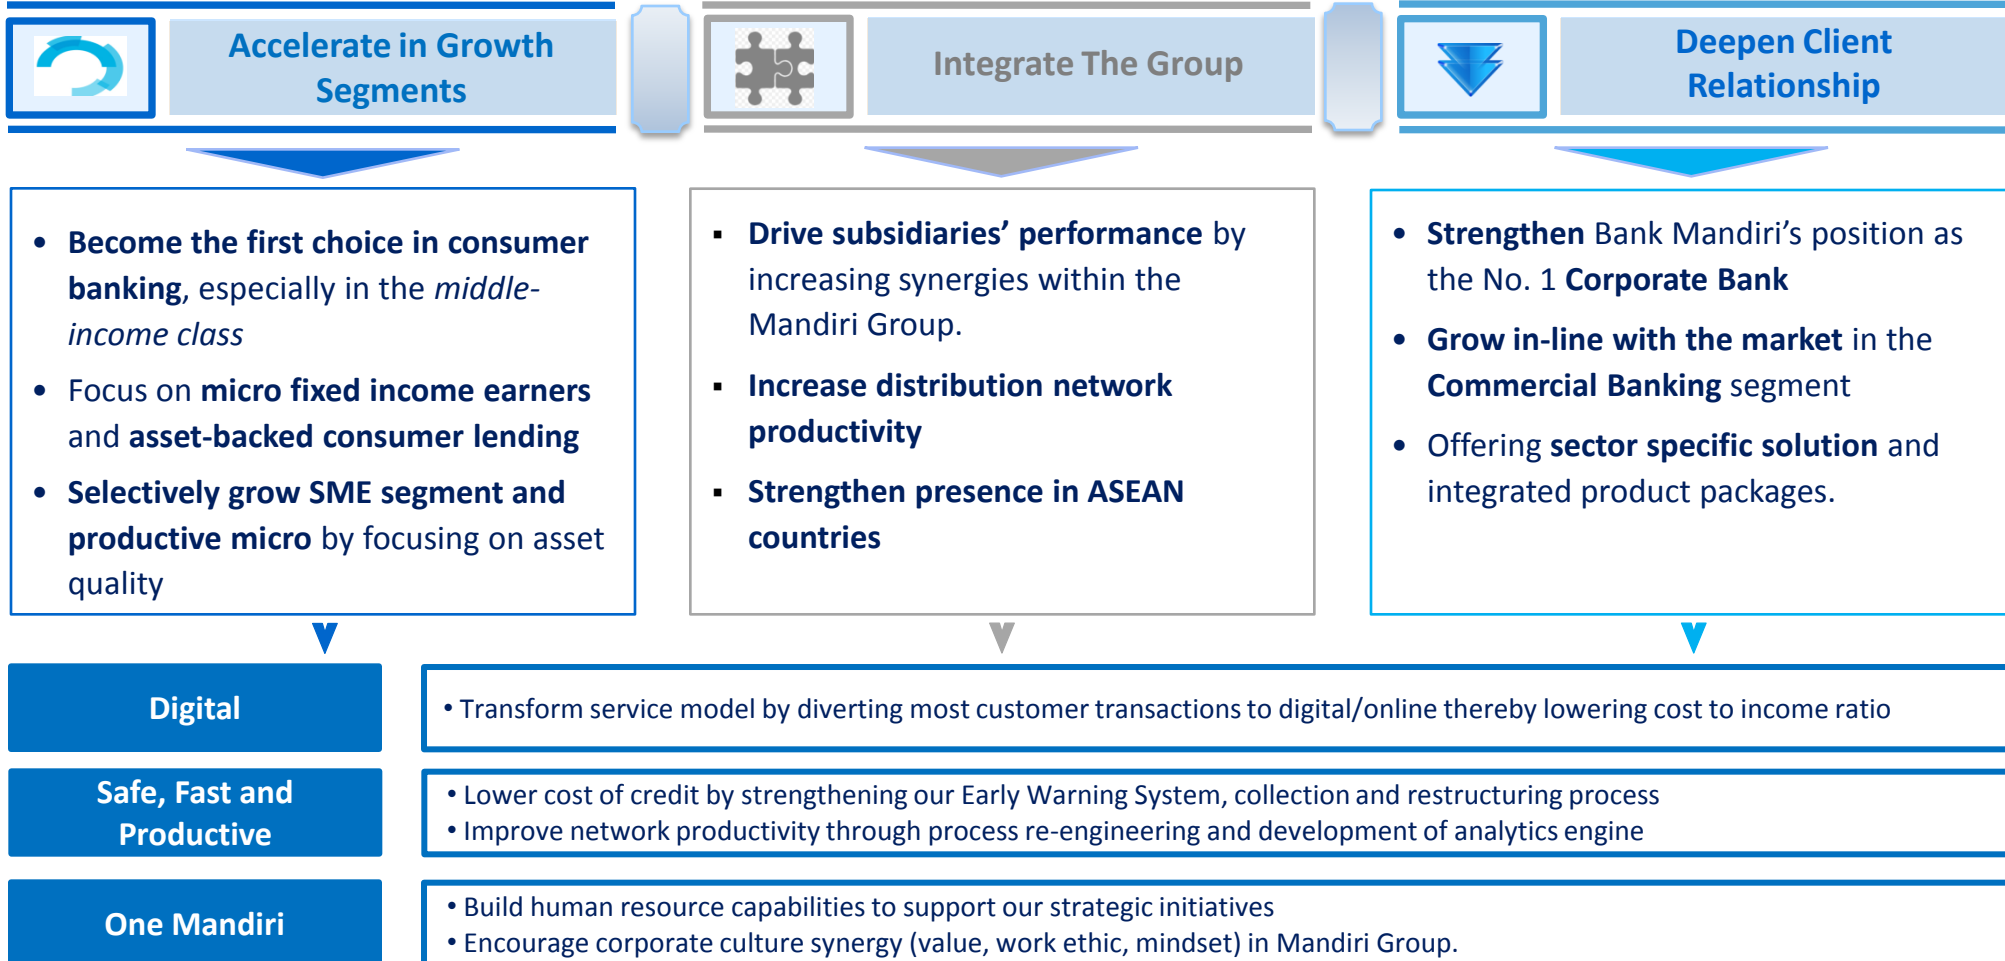 Accelerate in Growth
Segments
Integrate The Group
Deepen Client
Relationship
• Become the first choice in consumer
banking, especially in the middle-
income class
• Focus on micro fixed income earners
and asset-backed consumer lending
• Selectively grow SME segment and
productive micro by focusing on asset
quality
▪ Drive subsidiaries’ performance by
increasing synergies within the
Mandiri Group.
▪ Increase distribution network
productivity
▪ Strengthen presence in ASEAN
countries
• Strengthen Bank Mandiri’s position as
the No. 1 Corporate Bank
• Grow in-line with the market in the
Commercial Banking segment
• Offering sector specific solution and
integrated product packages.
Digital
• Transform service model by diverting most customer transactions to digital/online thereby lowering cost to income ratio
Safe, Fast and
Productive
• Lower cost of credit by strengthening our Early Warning System, collection and restructuring process
• Improve network productivity through process re-engineering and development of analytics engine
One Mandiri
• Build human resource capabilities to support our strategic initiatives
• Encourage corporate culture synergy (value, work ethic, mindset) in Mandiri Group.